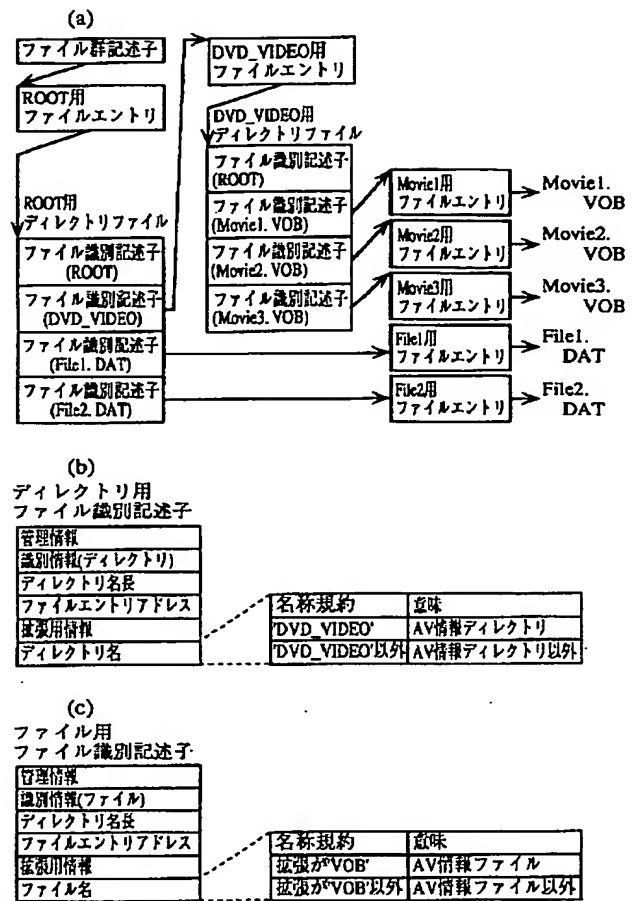 (a)
ファイル群記述子
ROOT用
ファイルエントリ
ROOT用
ディレクトリファイル
ファイル識別記述子
(ROOT)
ファイル識別記述子
(DVD_VIDEO)
ファイル識別記述子
(File1. DAT)
ファイル識別記述子
(File2. DAT)
DVD_VIDEO用
ファイルエントリ
DVD_VIDEO用
ディレクトリファイル
ファイル識別記述子
(ROOT)
ファイル識別記述子
(Movie1. VOB)
ファイル識別記述子
(Movie2. VOB)
ファイル識別記述子
(Movie3. VOB)
Movie1用
ファイルエントリ
Movie1.
VOB
Movie2用
ファイルエントリ
Movie2.
VOB
Movie3用
ファイルエントリ
Movie3.
VOB
File1用
ファイルエントリ
File1.
DAT
File2用
ファイルエントリ
File2.
DAT
(b)
ディレクトリ用
ファイル識別記述子
管理情報
識別情報(ディレクトリ)
ディレクトリ名長
ファイルエントリアドレス
拡張用情報
ディレクトリ名
名称規約 意味
'DVD_VIDEO' AV情報ディレクトリ
'DVD_VIDEO'以外 AV情報ディレクトリ以外
(c)
ファイル用
ファイル識別記述子
管理情報
識別情報(ファイル)
ディレクトリ名長
ファイルエントリアドレス
拡張用情報
ファイル名
名称規約 意味
拡張が'VOB' AV情報ファイル
拡張が'VOB'以外 AV情報ファイル以外